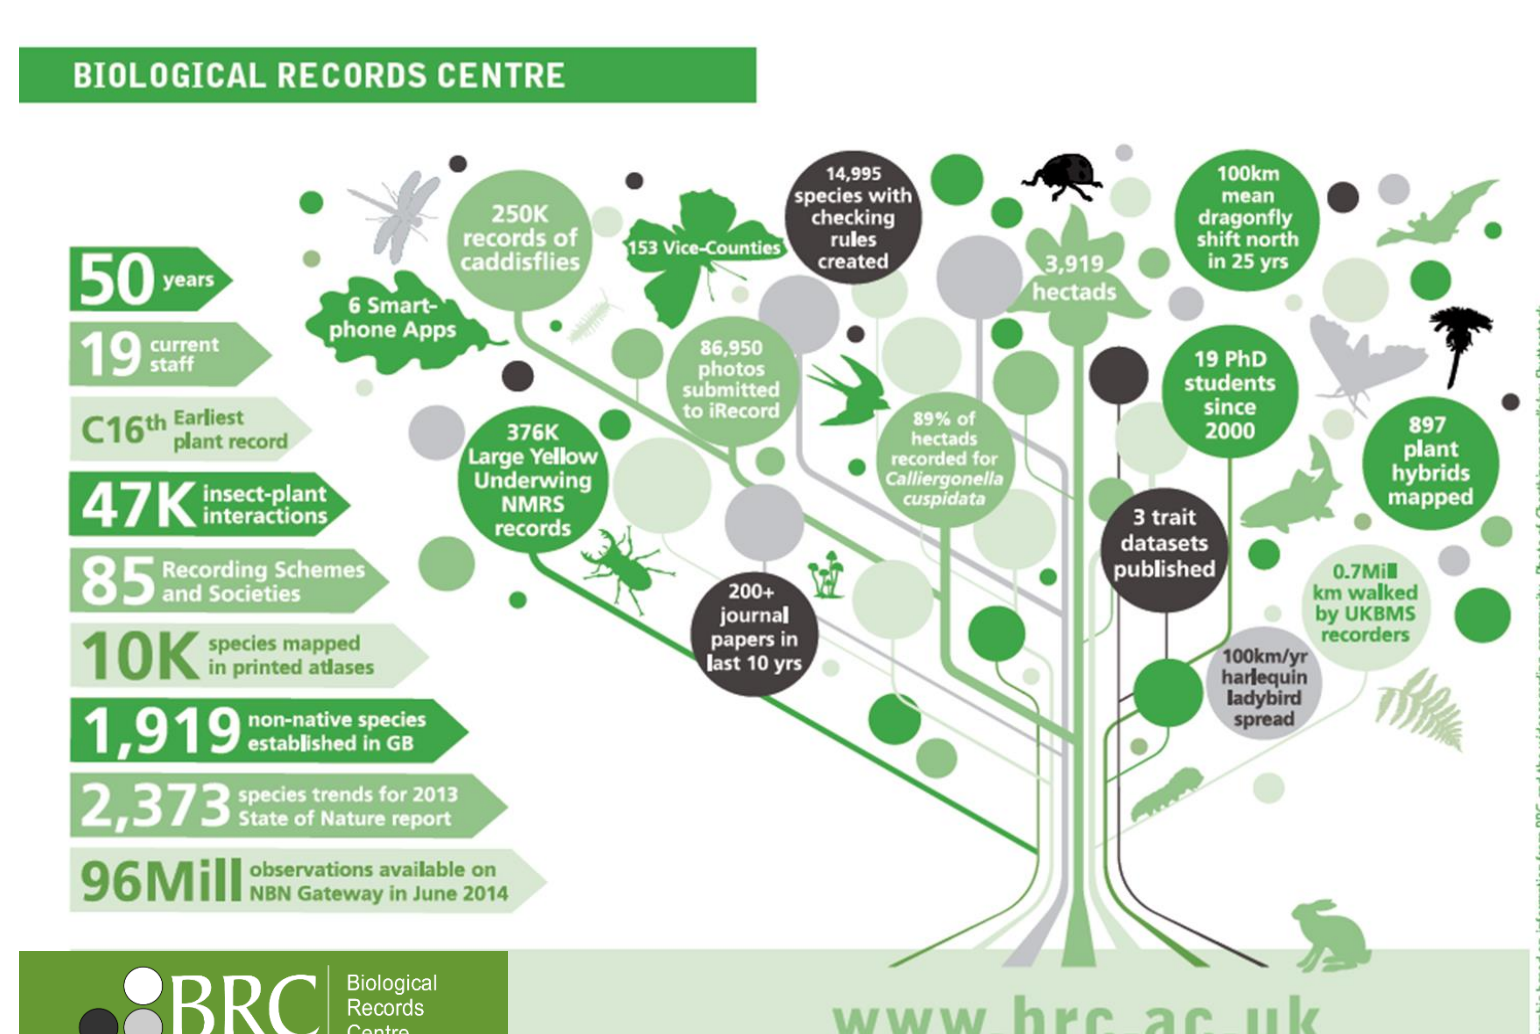 BIOLOGICAL RECORDS CENTRE
50 years
19 current
staff
C16th Earliest
plant record
47K insect-plant
interactions
85 Recording Schemes
and Societies
10K species mapped
in printed atlases
1,919 non-native species
established in GB
2,373 species trends for 2013
State of Nature report
96Mill observations available on
NBN Gateway in June 2014
6 Smart-
phone Apps
250K
records of
caddisflies
153 Vice-Counties
14,995
species with
checking
rules
created
3,919
hectads
100km
mean
dragonfly
shift north
in 25 yrs
86,950
photos
submitted
to iRecord
376K
Large Yellow
Underwing
NMRS
records
89% of
hectads
recorded for
Calliergonella
cuspidata
19 PhD
students
since
2000
897
plant
hybrids
mapped
3 trait
datasets
published
200+
journal
papers in
last 10 yrs
0.7Mill
km walked
by UKBMS
recorders
100km/yr
harlequin
ladybird
spread
BRC
Biological
Records
Centre
www.brc.ac.uk